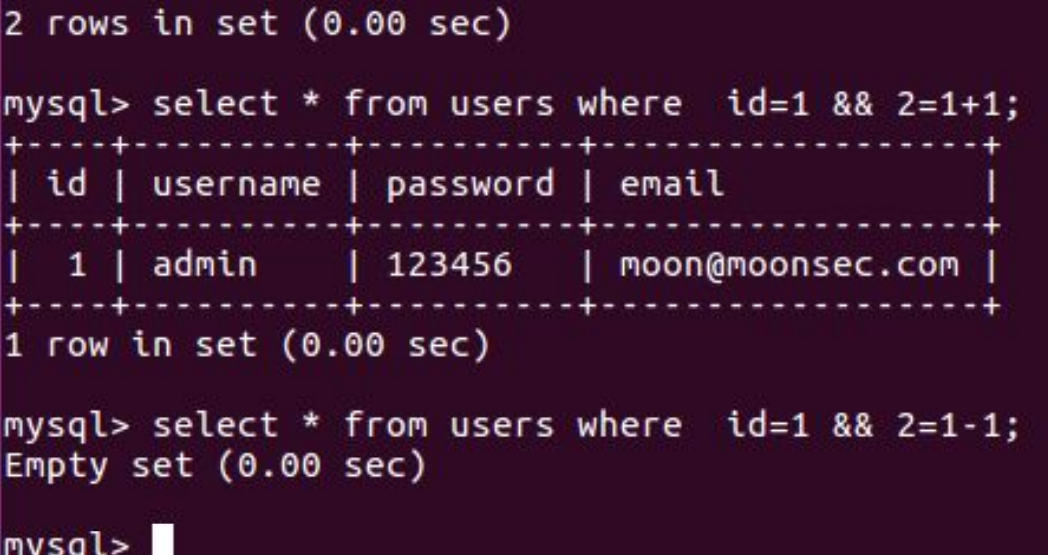 2 rows in set (0.00 sec)
mysql> select * from users where  id=1 && 2=1+1;
+----+----------+----------+------------------+
| id | username | password | email            |
+----+----------+----------+------------------+
|  1 | admin    | 123456   | moon@moonsec.com |
+----+----------+----------+------------------+
1 row in set (0.00 sec)
mysql> select * from users where  id=1 && 2=1-1;
Empty set (0.00 sec)
mysql>